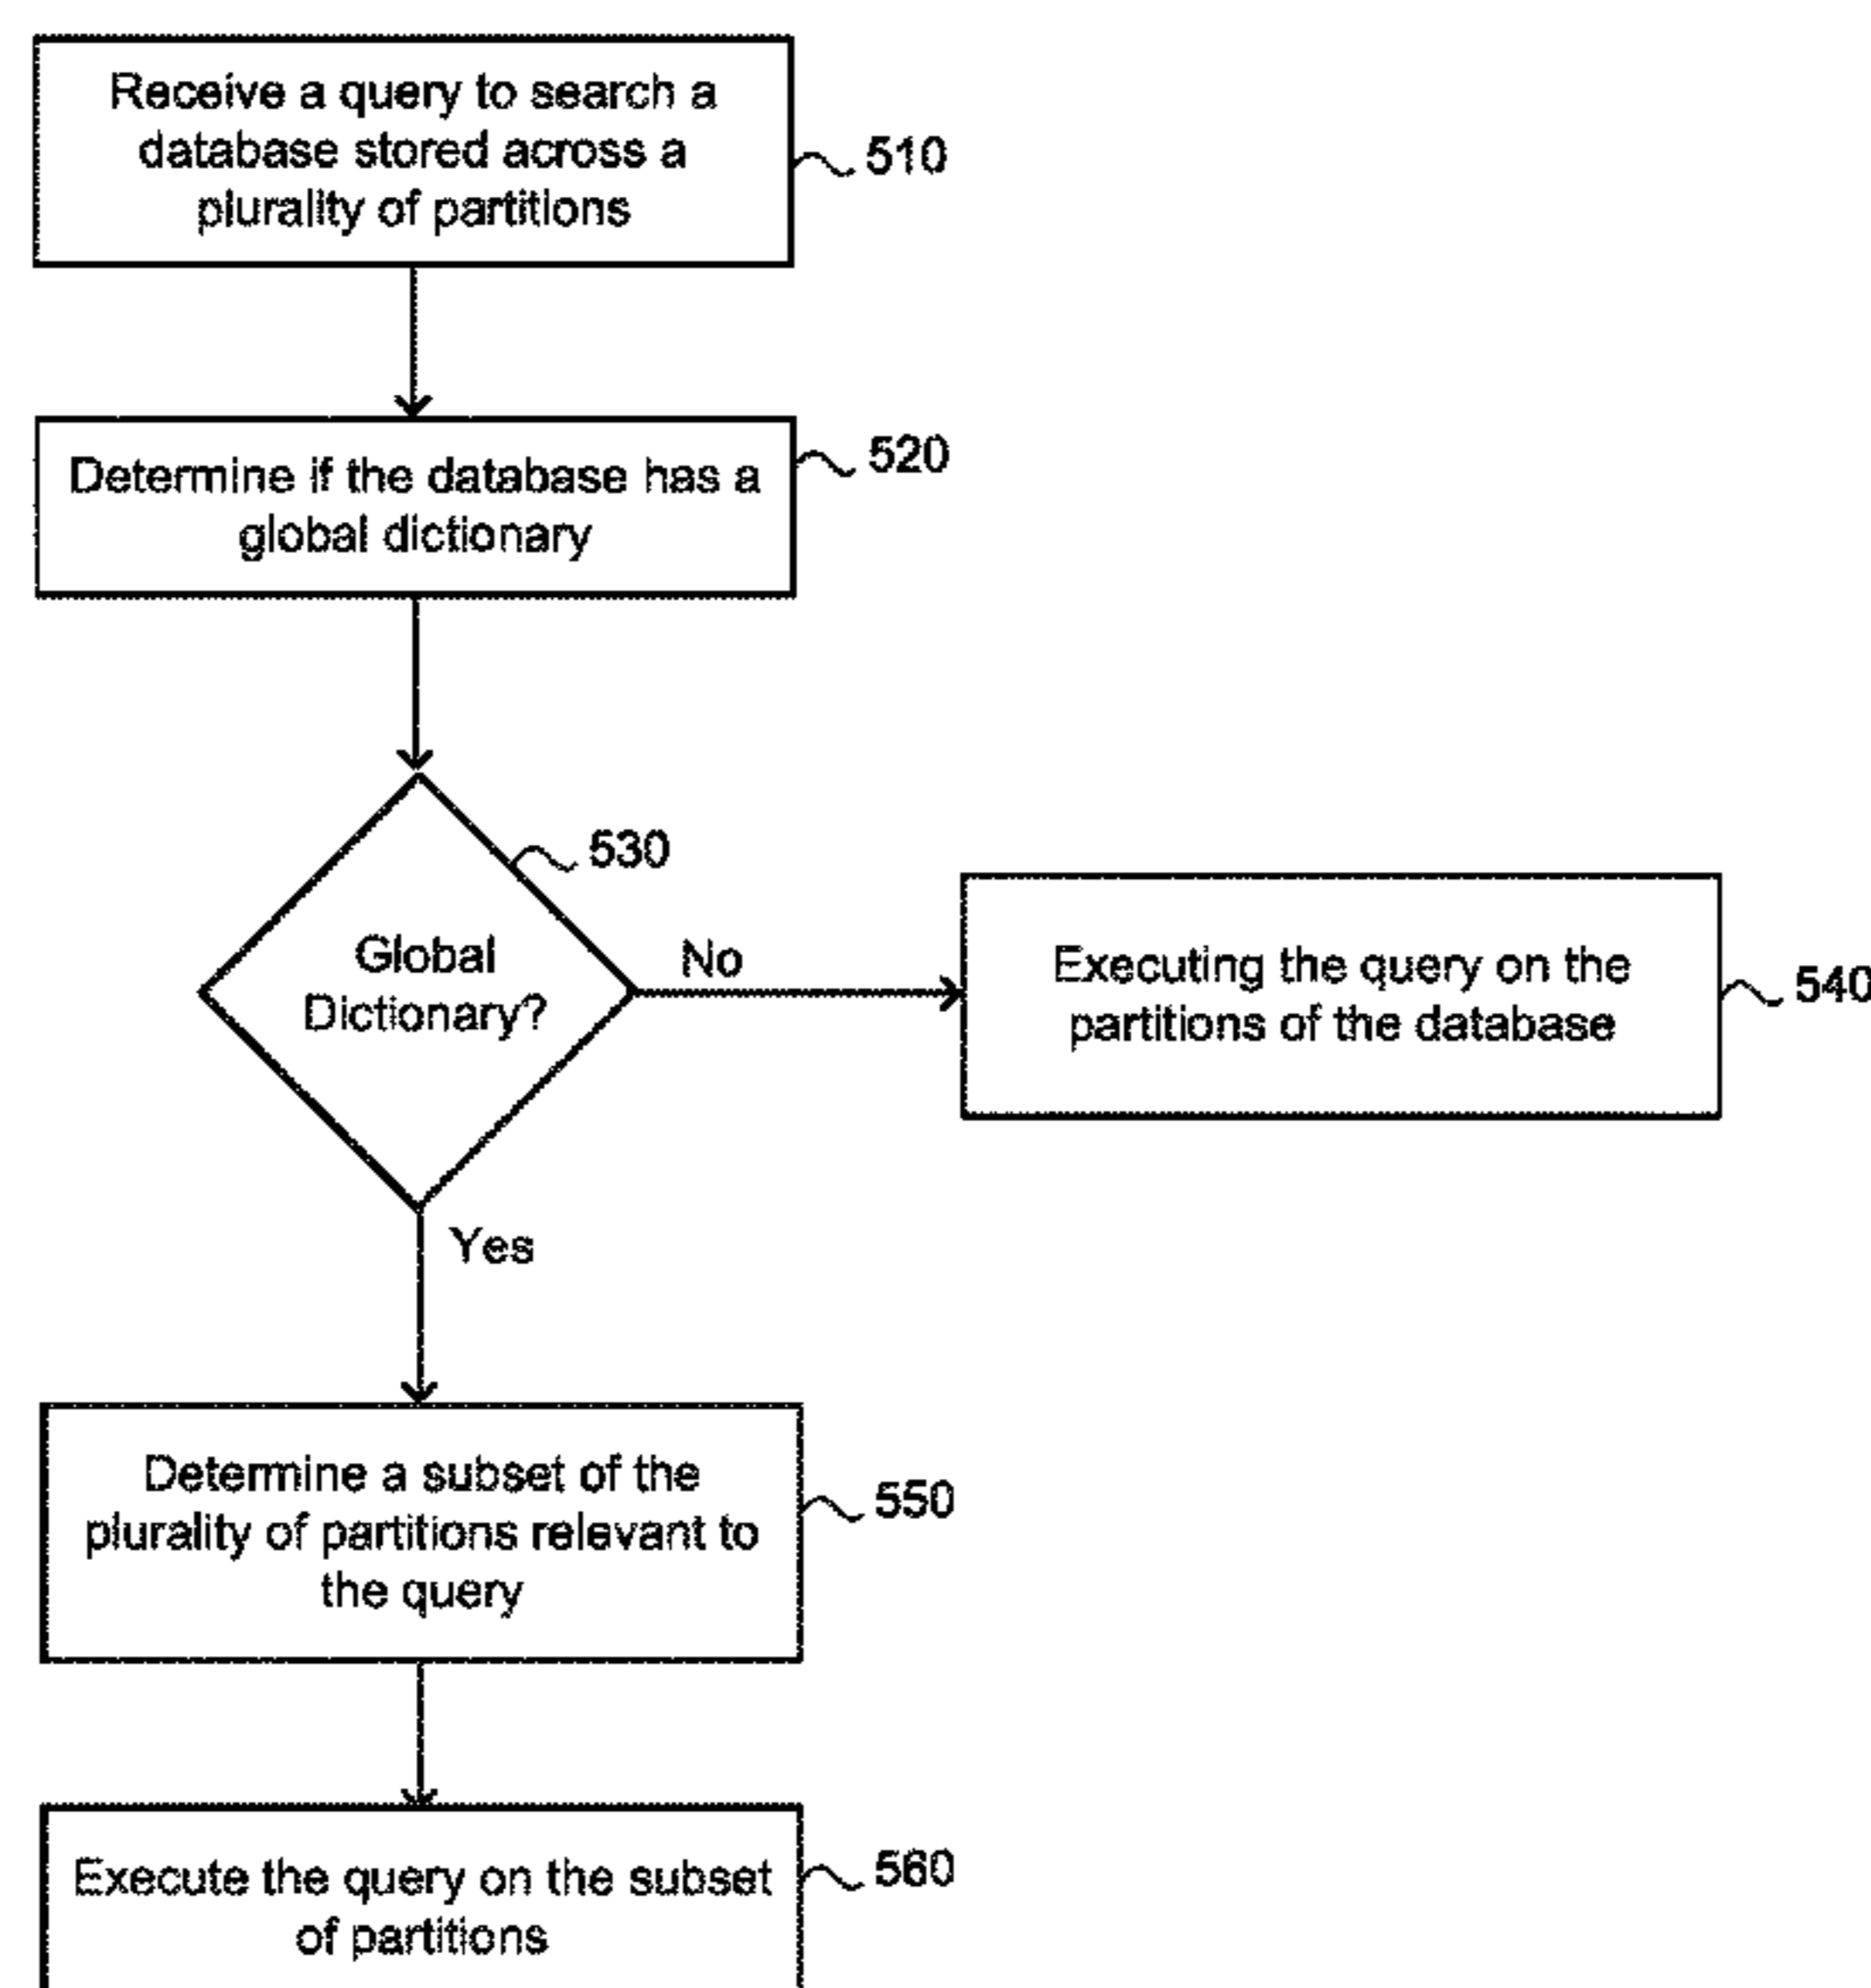 Receive a query to search a
database stored across a
plurality of partitions
510
Determine if the database has a
global dictionary
520
530
Global
Dictionary?
No
Executing the query on the
partitions of the database
540
Yes
Determine a subset of the
plurality of partitions relevant to
the query
550
Execute the query on the subset
of partitions
560